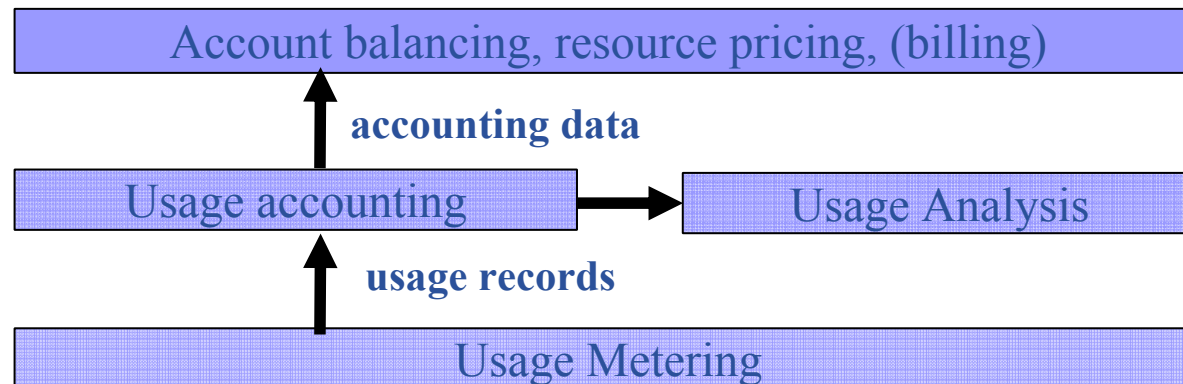 Account balancing, resource pricing, (billing)
accounting data
Usage accounting
Usage Analysis
usage records
Usage Metering